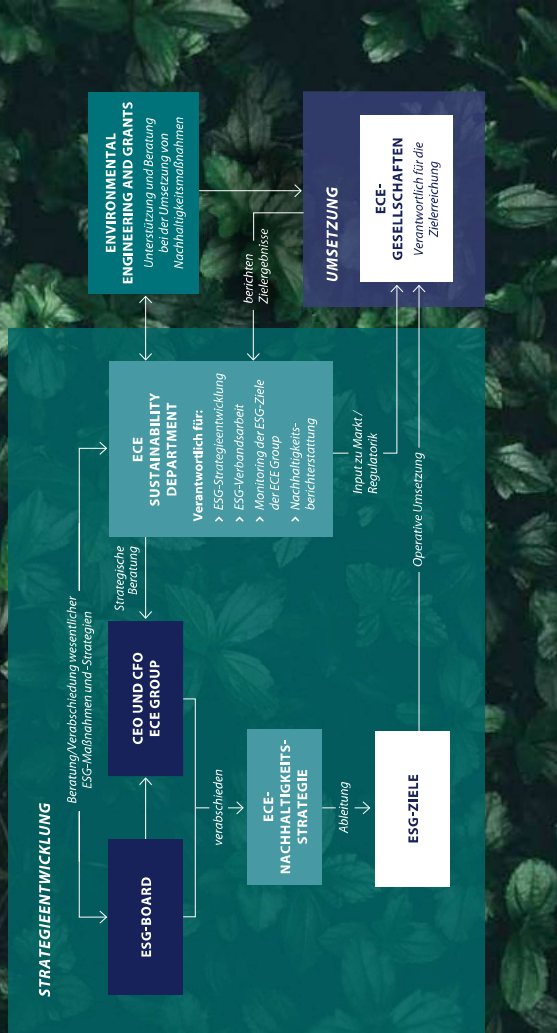 STRATEGIEENTWICKLUNG
Beratung/Verabschiedung wesentlicher
ESG-Maßnahmen und -Strategien
ESG-BOARD
CEO UND CFO
ECE GROUP
Strategische
Beratung
ECE
SUSTAINABILITY
DEPARTMENT
Verantwortlich für:
› ESG-Strategieentwicklung
› ESG-Verbandsarbeit
› Monitoring der ESG-Ziele
der ECE Group
› Nachhaltigkeits-
berichterstattung
ENVIRONMENTAL
ENGINEERING AND GRANTS
Unterstützung und Beratung
bei der Umsetzung von
Nachhaltigkeitsmaßnahmen
verabschieden
ECE-
NACHHALTIGKEITS-
STRATEGIE
Ableitung
ESG-ZIELE
berichten
Zielergebnisse
Input zu Markt /
Regulatorik
Operative Umsetzung
UMSETZUNG
ECE-
GESELLSCHAFTEN
Verantwortlich für die
Zielerreichung